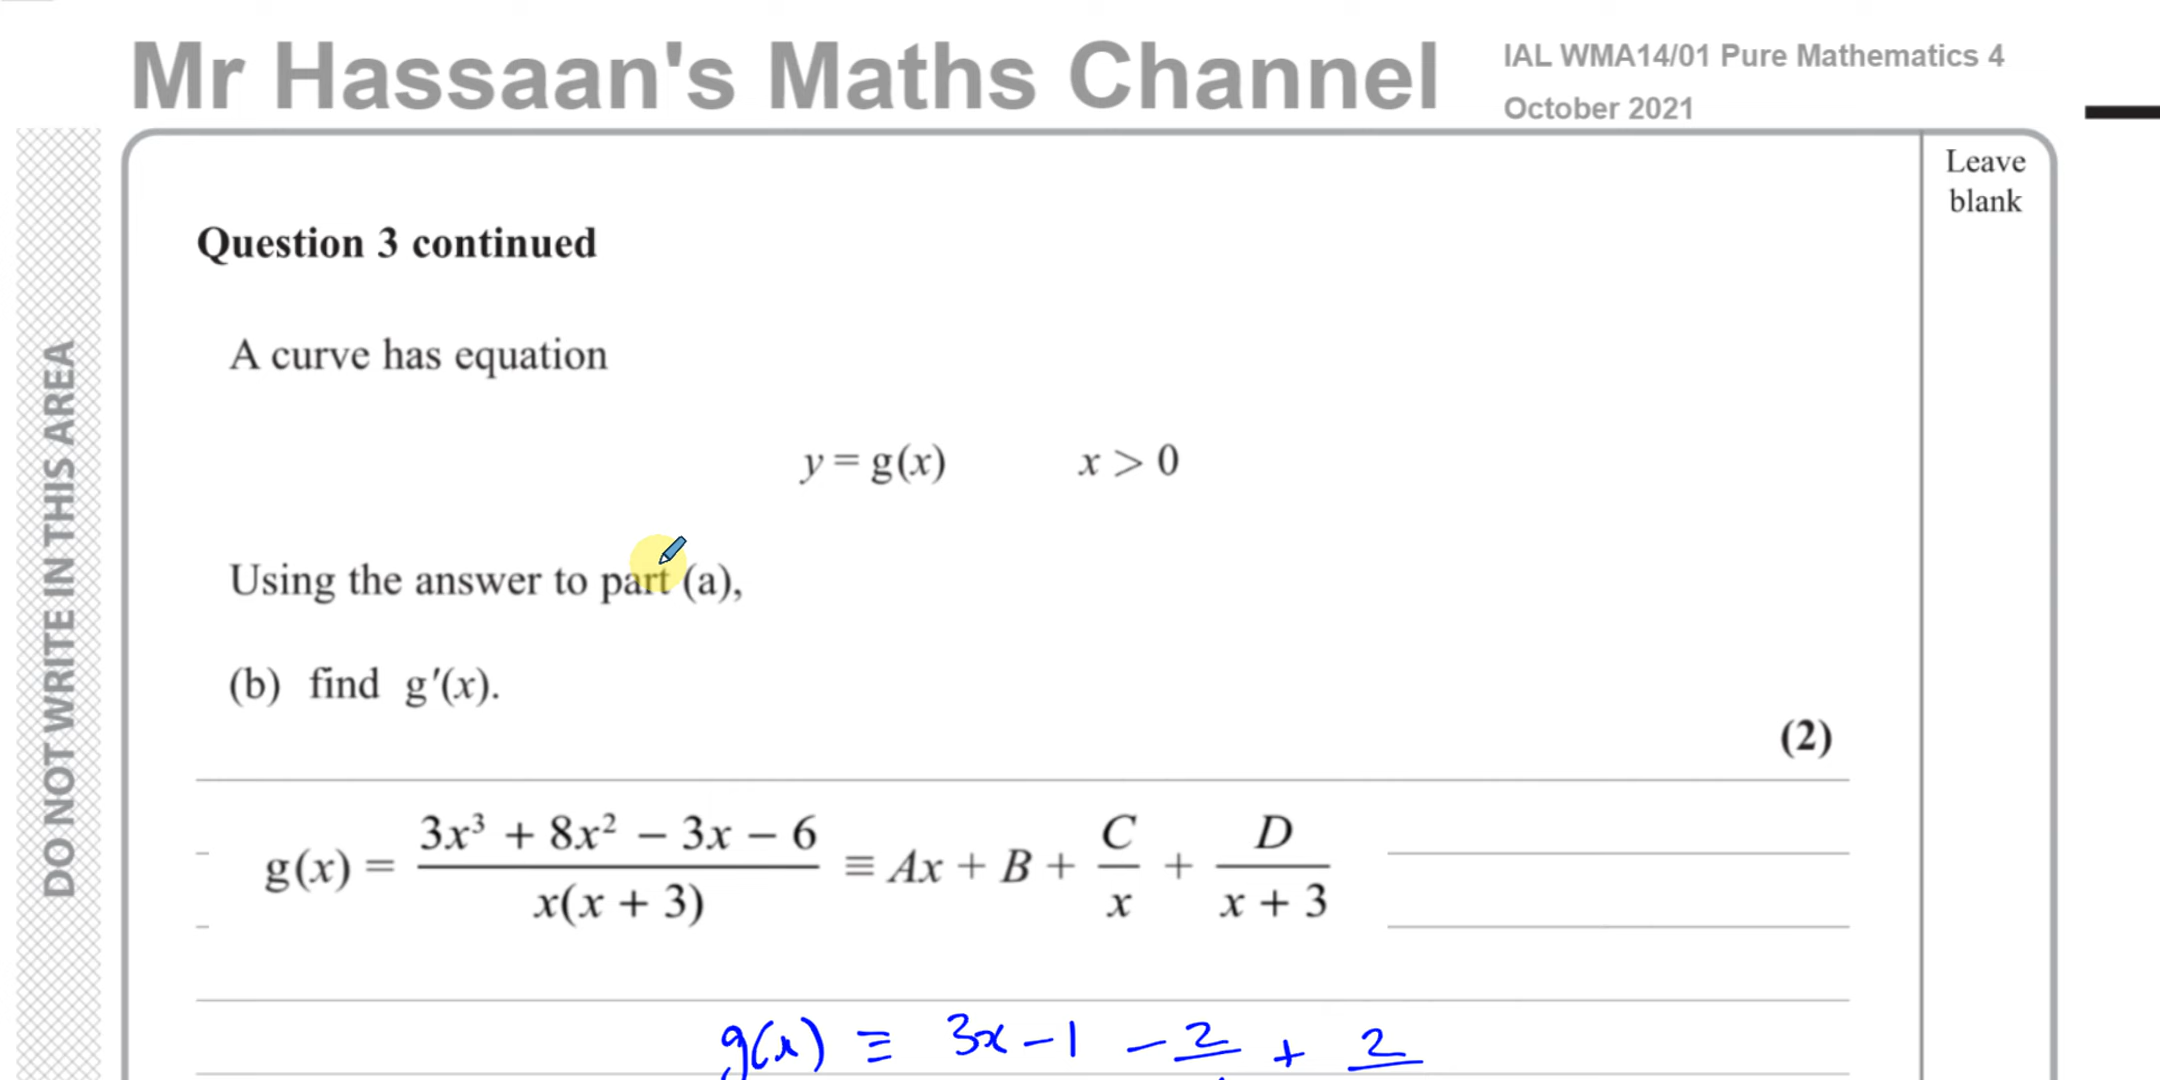 Mr Hassaan's Maths Channel
IAL WMA14/01 Pure Mathematics 4
October 2021
Leave
blank
DO NOT WRITE IN THIS AREA
Question 3 continued
A curve has equation
y = g(x) x > 0
Using the answer to part (a),
(b) find g′(x).
(2)
g(x) = (3x³ + 8x² − 3x − 6)/(x(x + 3)) ≡ Ax + B + C/x + D/(x + 3)
g(x) ≡ 3x − 1 − 2 + 2